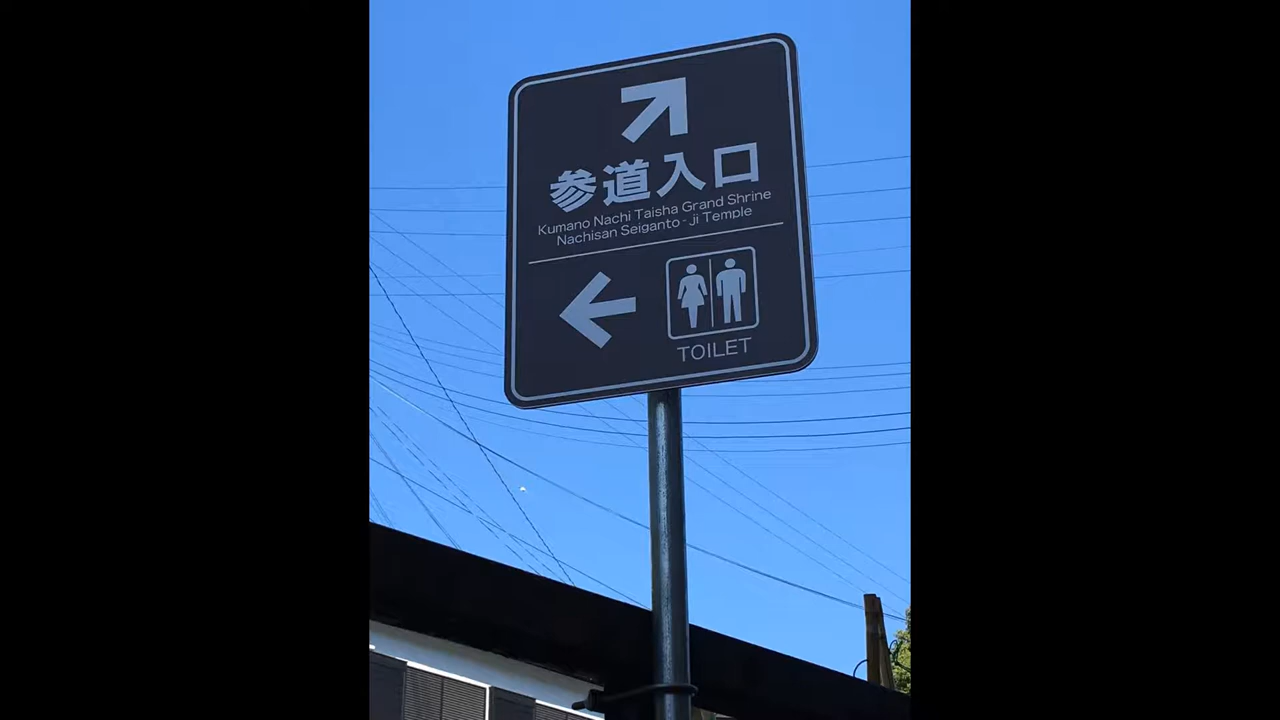 参道入口
Kumano Nachi Taisha Grand Shrine
Nachisan Seiganto-ji Temple
TOILET